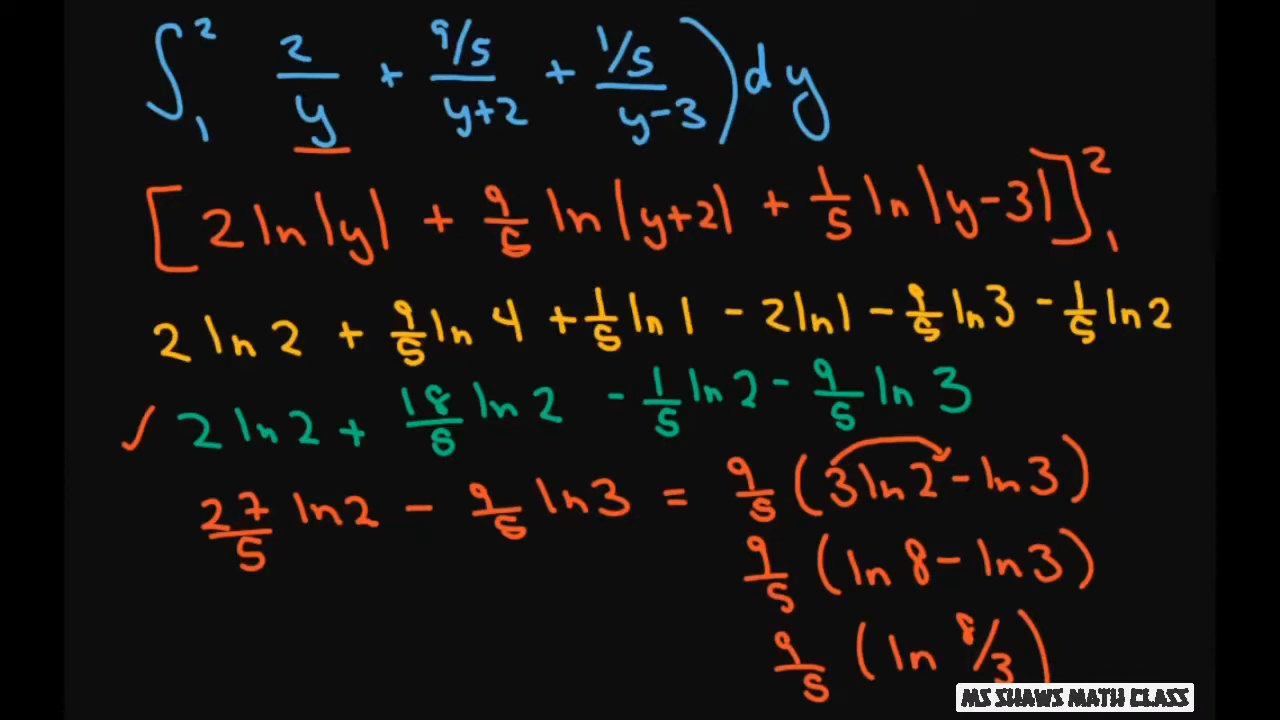 ∫₁² 2/y + (9/5)/(y+2) + (1/5)/(y-3)) dy
[2 ln|y| + 9/5 ln|y+2| + 1/5 ln|y-3|]₁²
2 ln 2 + 9/5 ln 4 + 1/5 ln 1 - 2 ln 1 - 9/5 ln 3 - 1/5 ln 2
✓ 2 ln 2 + 18/5 ln 2 - 1/5 ln 2 - 9/5 ln 3
27/5 ln 2 - 9/5 ln 3 = 9/5 (3 ln 2 - ln 3)
9/5 (ln 8 - ln 3)
9/5 (ln 8/3)
MS SHAWS MATH CLASS